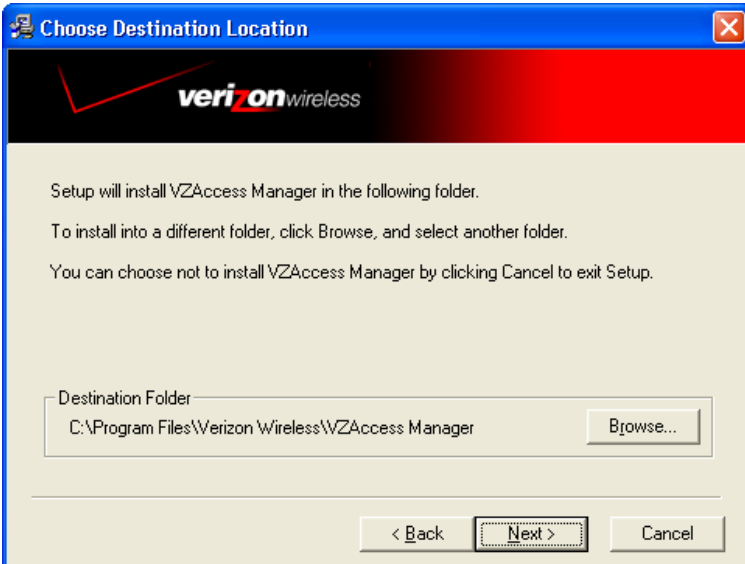 Choose Destination Location
verizonwireless
Setup will install VZAccess Manager in the following folder.
To install into a different folder, click Browse, and select another folder.
You can choose not to install VZAccess Manager by clicking Cancel to exit Setup.
Destination Folder
C:\Program Files\Verizon Wireless\VZAccess Manager
Browse...
< Back
Next >
Cancel